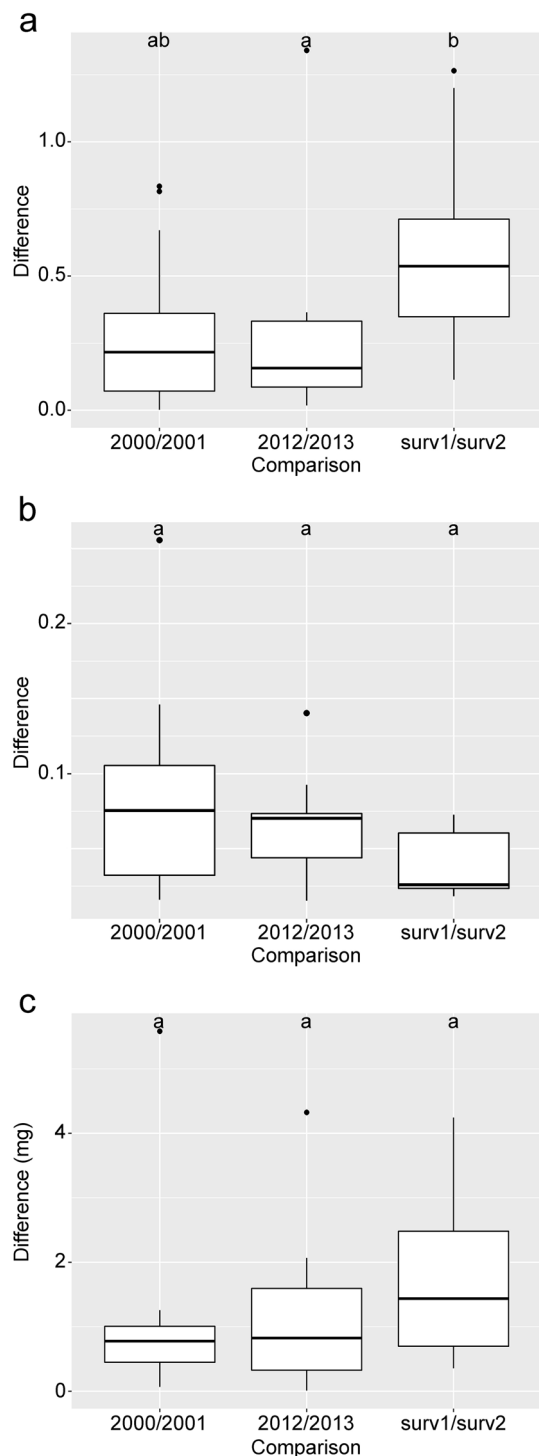 a
ab a b
1.0
0.5
0.0
Difference
2000/2001 2012/2013 surv1/surv2
Comparison
b
a a a
0.2
0.1
Difference
2000/2001 2012/2013 surv1/surv2
Comparison
c
a a a
4
2
0
Difference (mg)
2000/2001 2012/2013 surv1/surv2
Comparison